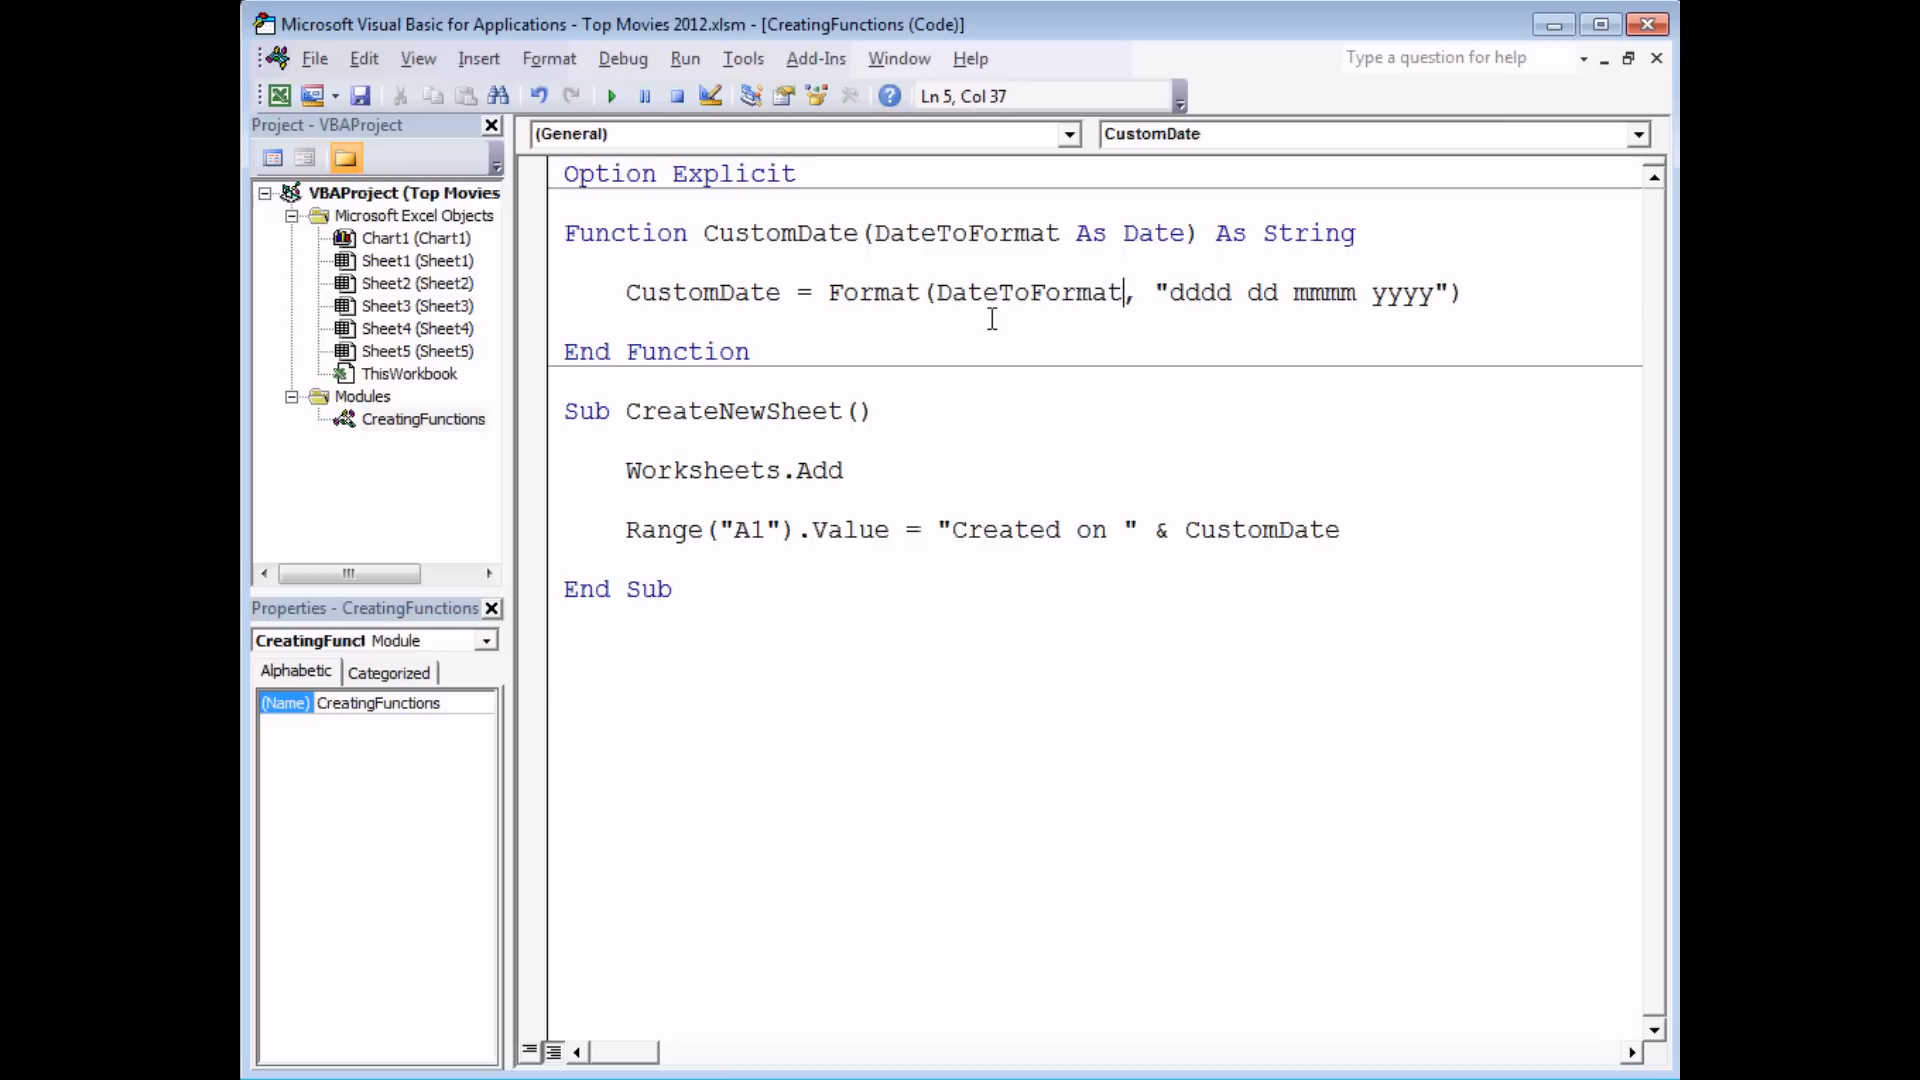 Microsoft Visual Basic for Applications - Top Movies 2012.xlsm - [CreatingFunctions (Code)]
File Edit View Insert Format Debug Run Tools Add-Ins Window Help
Type a question for help
Ln 5, Col 37
Project - VBAProject
VBAProject (Top Movies
Microsoft Excel Objects
Chart1 (Chart1)
Sheet1 (Sheet1)
Sheet2 (Sheet2)
Sheet3 (Sheet3)
Sheet4 (Sheet4)
Sheet5 (Sheet5)
ThisWorkbook
Modules
CreatingFunctions
Properties - CreatingFunctions
CreatingFuncl Module
Alphabetic Categorized
(Name) CreatingFunctions
(General) CustomDate
Option Explicit
Function CustomDate(DateToFormat As Date) As String
CustomDate = Format(DateToFormat, "dddd dd mmmm yyyy")
End Function
Sub CreateNewSheet()
Worksheets.Add
Range("A1").Value = "Created on " & CustomDate
End Sub